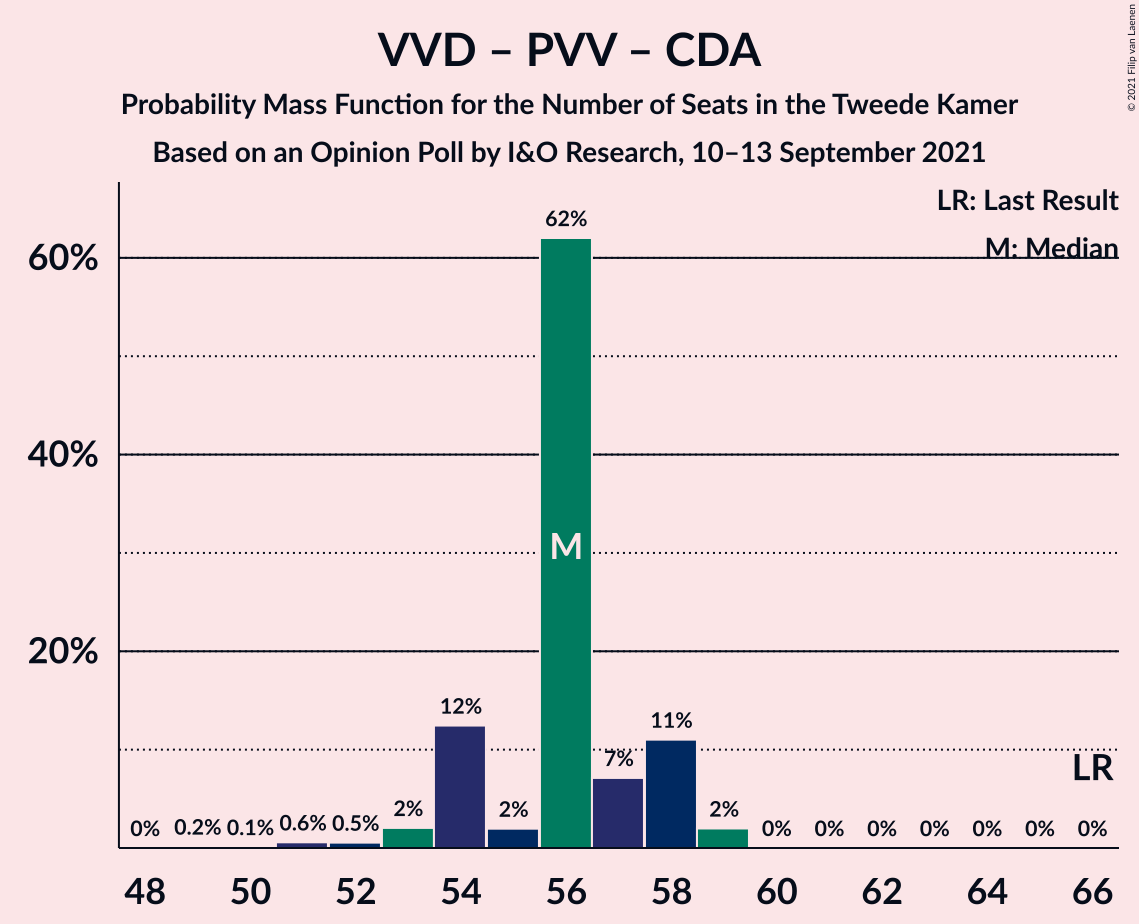 VVD – PVV – CDA
Probability Mass Function for the Number of Seats in the Tweede Kamer
Based on an Opinion Poll by I&O Research, 10–13 September 2021
© 2021 Filip van Laenen
LR: Last Result
M: Median
60%
40%
20%
0% 0.2% 0.1% 0.6% 0.5% 2% 12% 2% 62% 7% 11% 2% 0% 0% 0% 0% 0% 0% 0%
M
LR
48 50 52 54 56 58 60 62 64 66